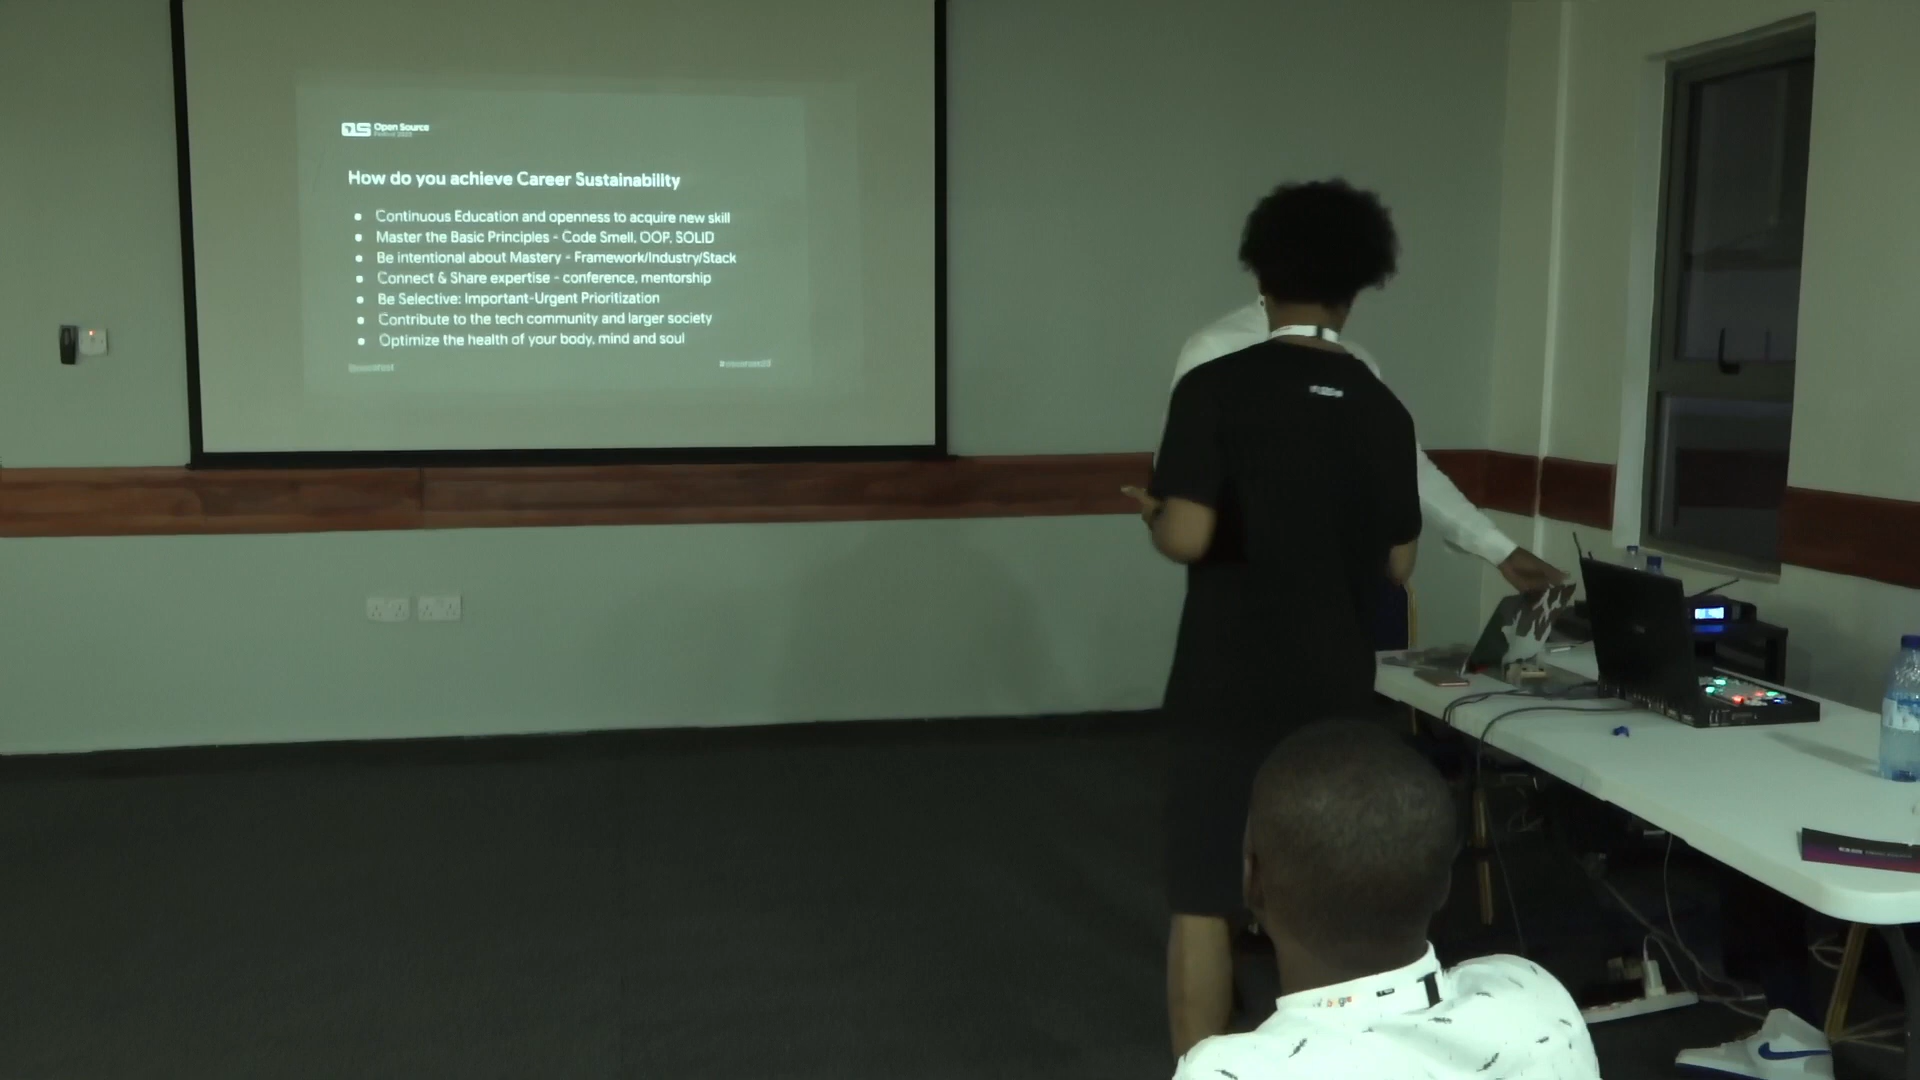 Open Source
How do you achieve Career Sustainability
Continuous Education and openness to acquire new skill
Master the Basic Principles - Code Smell, OOP, SOLID
Be intentional about Mastery - Framework/Industry/Stack
Connect & Share expertise - conference, mentorship
Be Selective: Important-Urgent Prioritization
Contribute to the tech community and larger society
Optimize the health of your body, mind and soul